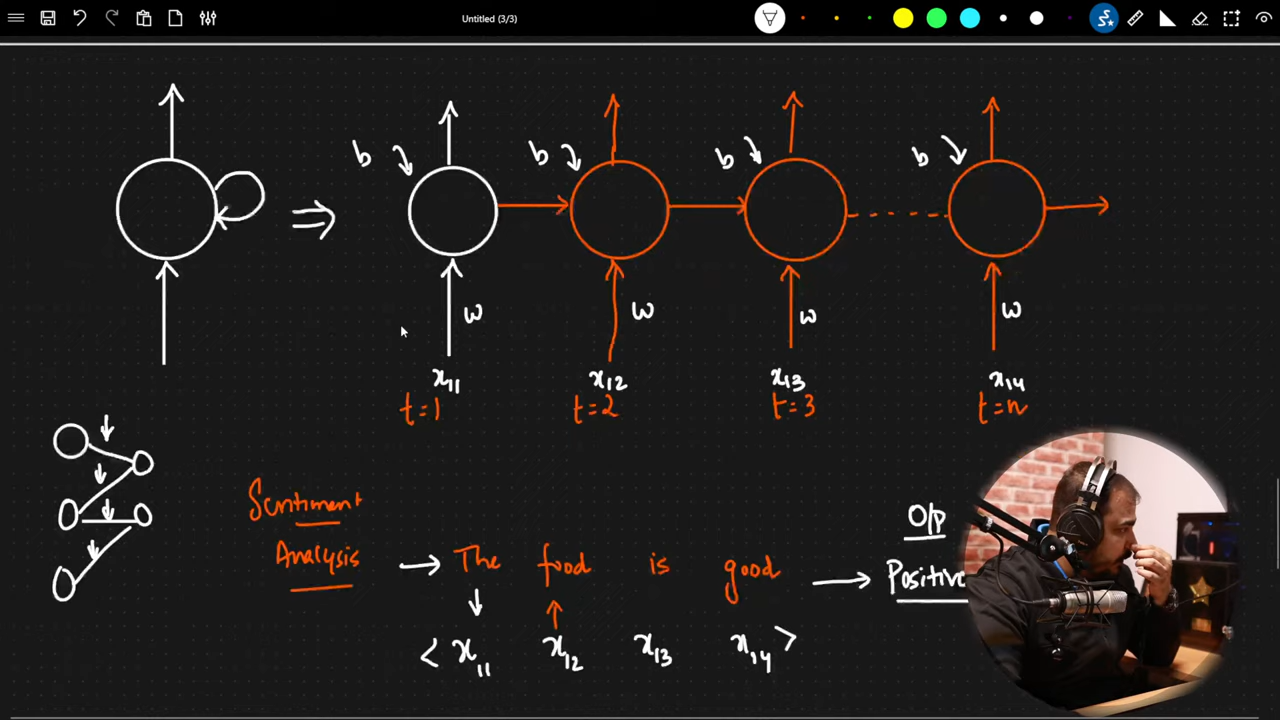 Untitled (3/3)
b b b b
w w w w
x11 x12 x13 x14
t=1 t=2 t=3 t=n
O/P
Sentiment
Analysis → The food is good → Positive
< x11 x12 x13 x14 >